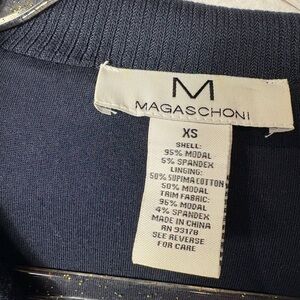 M
MAGASCHONI
XS
SHELL:
95% MODAL
5% SPANDEX
LINGING:
50% SUPIMA COTTON
50% MODAL
TRIM FABRIC:
96% MODAL
4% SPANDEX
MADE IN CHINA
RN 93178
SEE REVERSE
FOR CARE